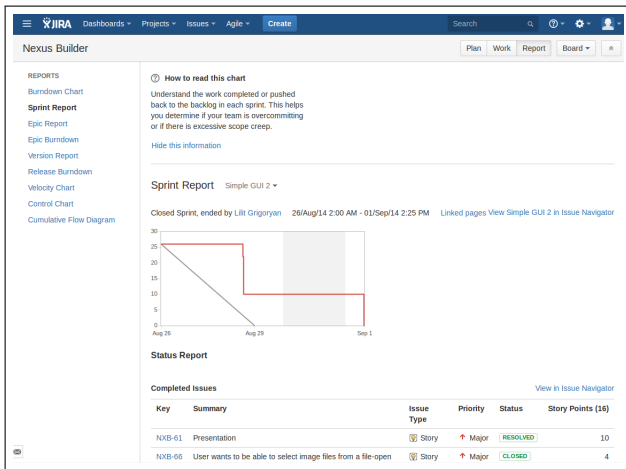 JIRA Dashboards Projects Issues Agile Create Search
Nexus Builder Plan Work Report Board
REPORTS
Burndown Chart
Sprint Report
Epic Report
Epic Burndown
Version Report
Release Burndown
Velocity Chart
Control Chart
Cumulative Flow Diagram
How to read this chart
Understand the work completed or pushed
back to the backlog in each sprint. This helps
you determine if your team is overcommitting
or if there is excessive scope creep.
Hide this information
Sprint Report Simple GUI 2
Closed Sprint, ended by Lilit Grigoryan 26/Aug/14 2:00 AM - 01/Sep/14 2:25 PM Linked pages View Simple GUI 2 in Issue Navigator
30
25
20
15
10
5
0
Aug 26 Aug 29 Sep 1
Status Report
Completed Issues View in Issue Navigator
Key Summary Issue Type Priority Status Story Points (16)
NXB-61 Presentation Story Major RESOLVED 10
NXB-66 User wants to be able to select image files from a file-open Story Major CLOSED 4